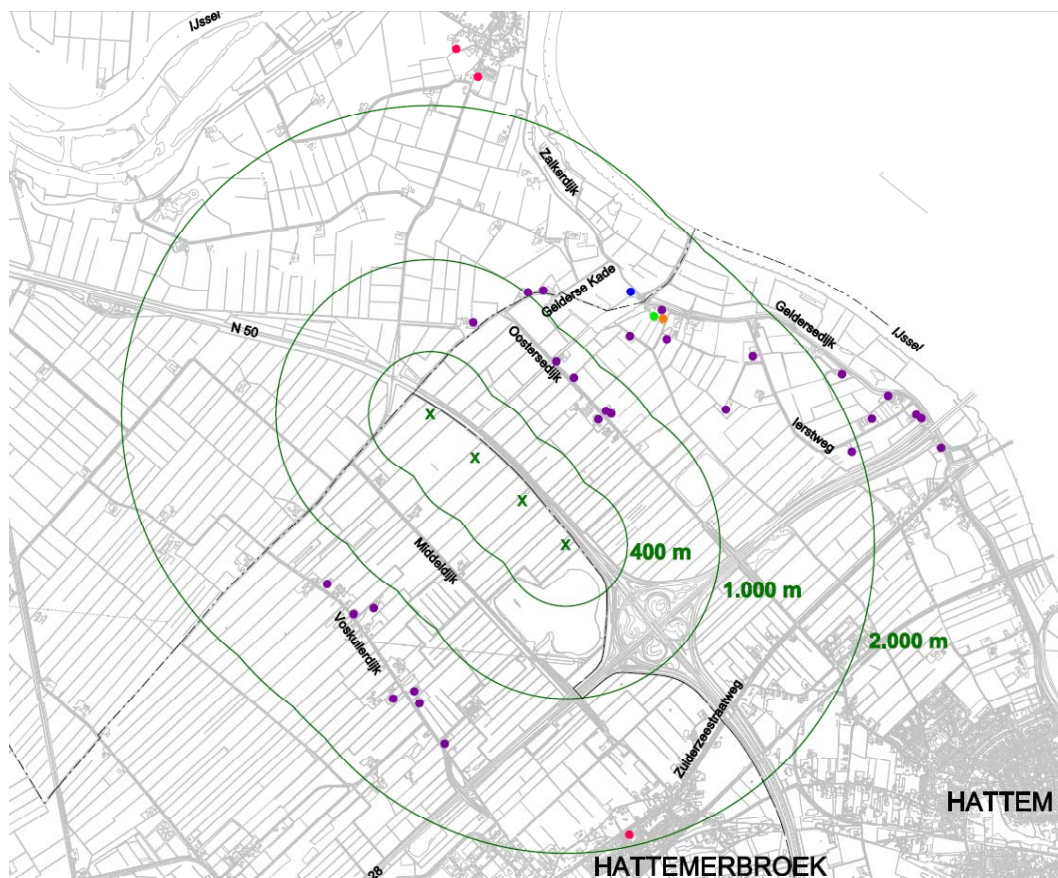 IJssel
Zalkerdijk
Gelderse Kade
N 50
Oostersedijk
Geldersedijk
IJssel
Ierstweg
x
x
x
x
400 m
Middeldijk
1.000 m
Voskuilerdijk
2.000 m
Zuiderzeestraatweg
HATTEM
HATTEMERBROEK
28